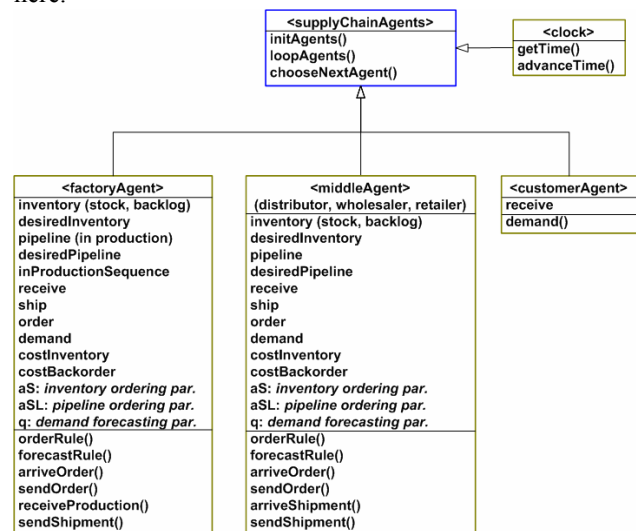 here.
<supplyChainAgents>
initAgents()
loopAgents()
chooseNextAgent()
<clock>
getTime()
advanceTime()
<factoryAgent>
inventory (stock, backlog)
desiredInventory
pipeline (in production)
desiredPipeline
inProductionSequence
receive
ship
order
demand
costInventory
costBackorder
aS: inventory ordering par.
aSL: pipeline ordering par.
q: demand forecasting par.
orderRule()
forecastRule()
arriveOrder()
sendOrder()
receiveProduction()
sendShipment()
<middleAgent>
(distributor, wholesaler, retailer)
inventory (stock, backlog)
desiredInventory
pipeline
desiredPipeline
receive
ship
order
demand
costInventory
costBackorder
aS: inventory ordering par.
aSL: pipeline ordering par.
q: demand forecasting par.
orderRule()
forecastRule()
arriveOrder()
sendOrder()
arriveShipment()
sendShipment()
<customerAgent>
receive
demand()